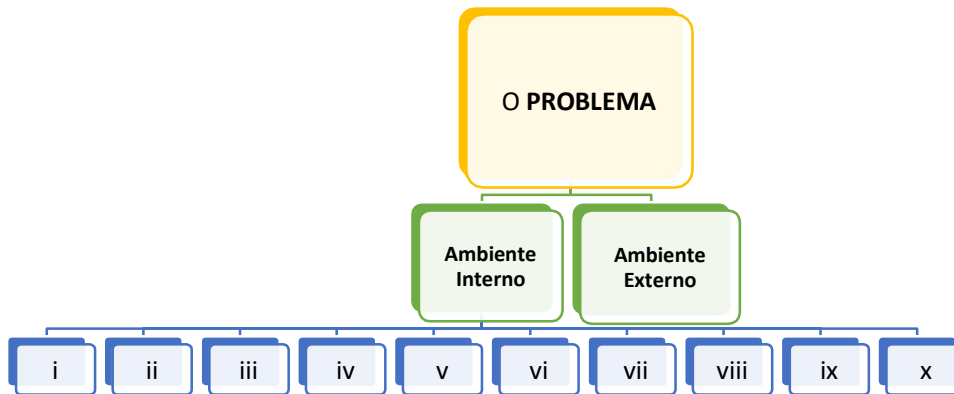 O PROBLEMA
Ambiente
Interno
Ambiente
Externo
i
ii
iii
iv
v
vi
vii
viii
ix
x